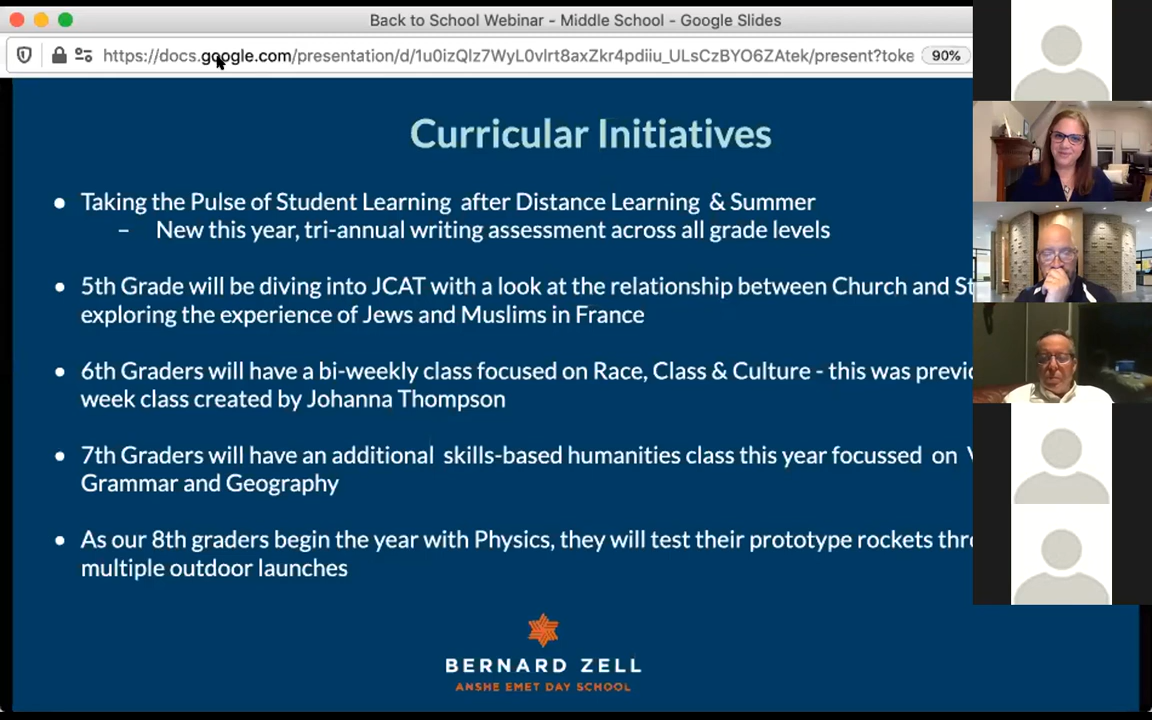 Back to School Webinar - Middle School - Google Slides
https://docs.google.com/presentation/d/1u0izQlz7WyL0vlrt8axZkr4pdiiu_ULsCzBYO6ZAtek/present?toke
90%
Curricular Initiatives
• Taking the Pulse of Student Learning after Distance Learning & Summer
– New this year, tri-annual writing assessment across all grade levels
• 5th Grade will be diving into JCAT with a look at the relationship between Church and
exploring the experience of Jews and Muslims in France
• 6th Graders will have a bi-weekly class focused on Race, Class & Culture - this was
week class created by Johanna Thompson
• 7th Graders will have an additional skills-based humanities class this year focussed on
Grammar and Geography
• As our 8th graders begin the year with Physics, they will test their prototype rockets
multiple outdoor launches
BERNARD ZELL
ANSHE EMET DAY SCHOOL